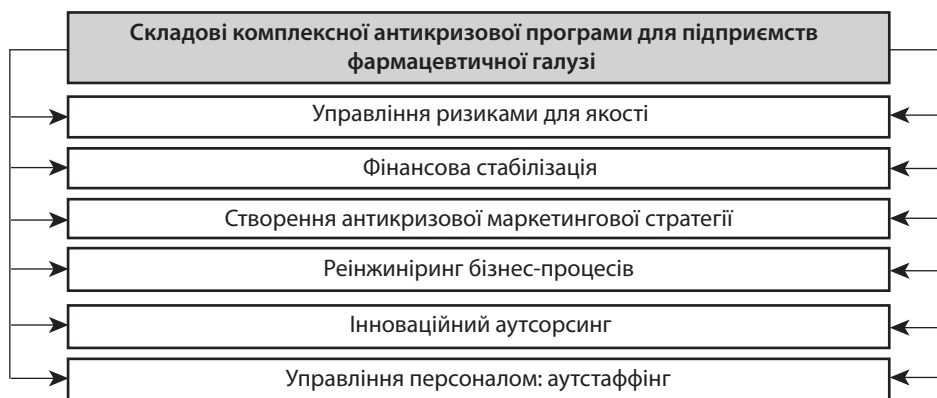 Складові комплексної антикризової програми для підприємств
фармацевтичної галузі
Управління ризиками для якості
Фінансова стабілізація
Створення антикризової маркетингової стратегії
Реінжиніринг бізнес-процесів
Інноваційний аутсорсинг
Управління персоналом: аутстаффінг